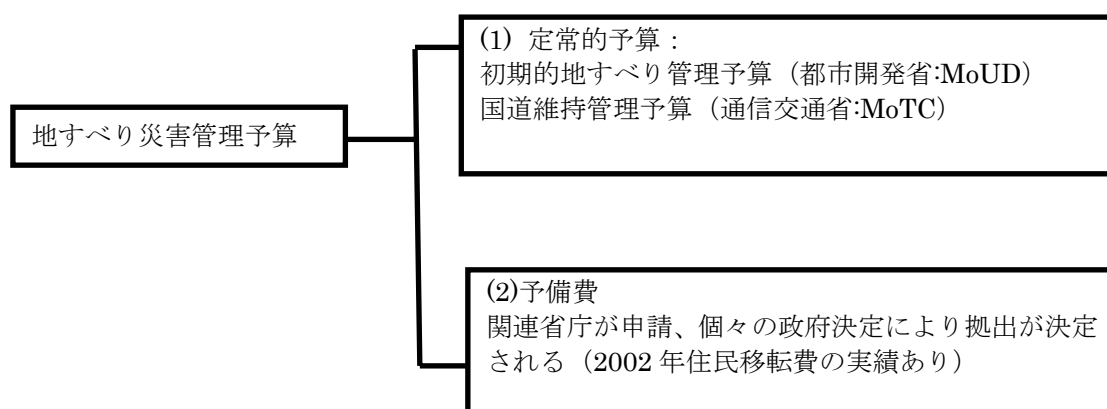 (1) 定常的予算：
初期的地すべり管理予算（都市開発省:MoUD）
国道維持管理予算（通信交通省:MoTC）
地すべり災害管理予算
(2)予備費
関連省庁が申請、個々の政府決定により拠出が決定
される（2002 年住民移転費の実績あり）